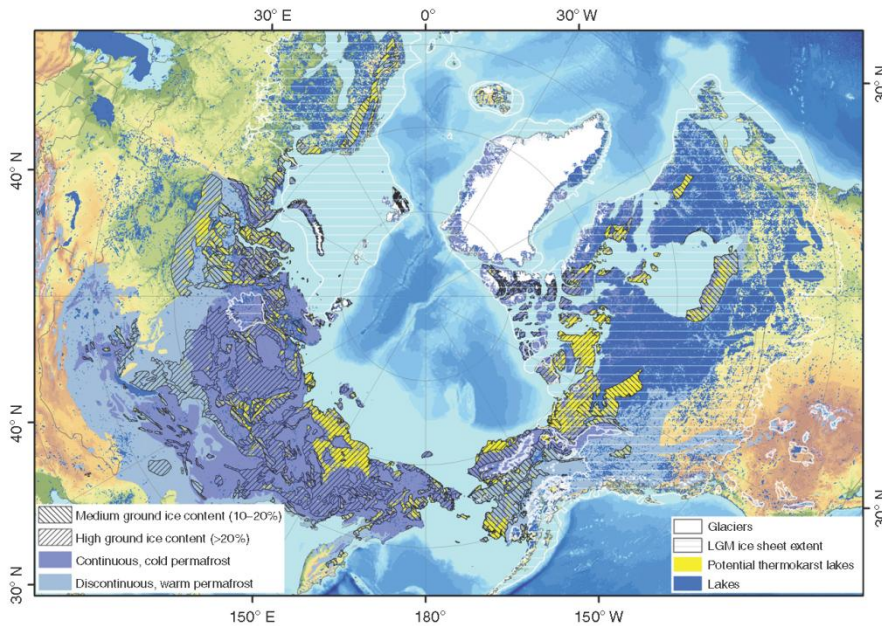 30° E 0° 30° W
30° N
40° N
40° N
30° N
30° N
Medium ground ice content (10–20%)
High ground ice content (>20%)
Continuous, cold permafrost
Discontinuous, warm permafrost
Glaciers
LGM ice sheet extent
Potential thermokarst lakes
Lakes
150° E 180° 150° W